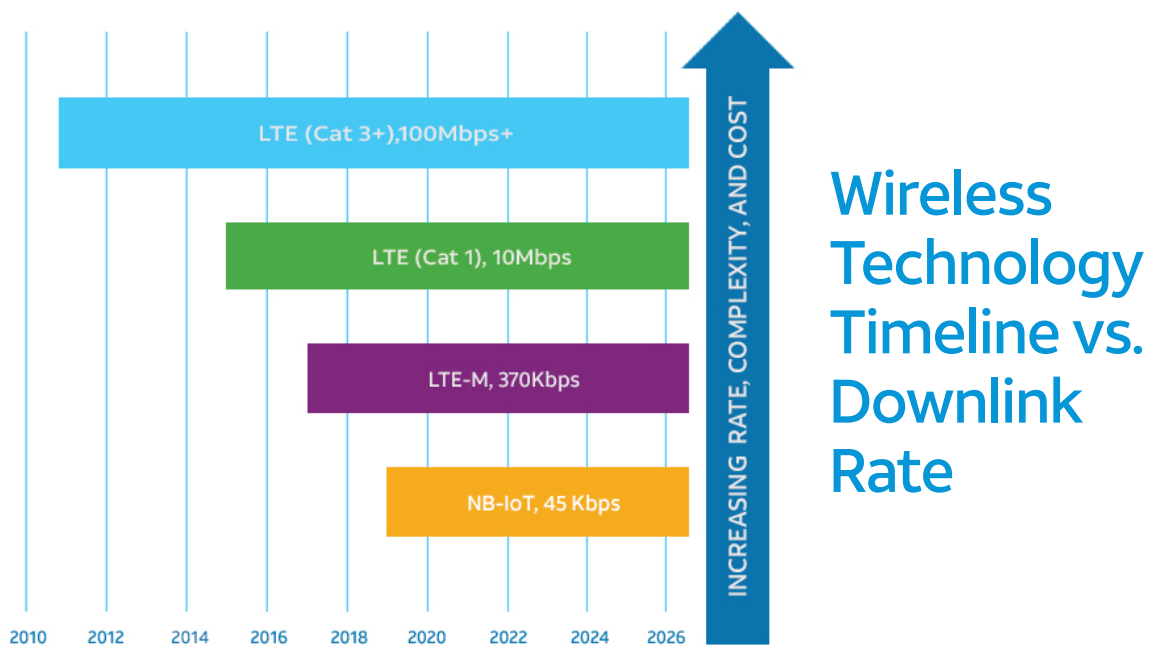 LTE (Cat 3+),100Mbps+
LTE (Cat 1), 10Mbps
LTE-M, 370Kbps
NB-IoT, 45 Kbps
2010 2012 2014 2016 2018 2020 2022 2024 2026
INCREASING RATE, COMPLEXITY, AND COST
Wireless
Technology
Timeline vs.
Downlink
Rate